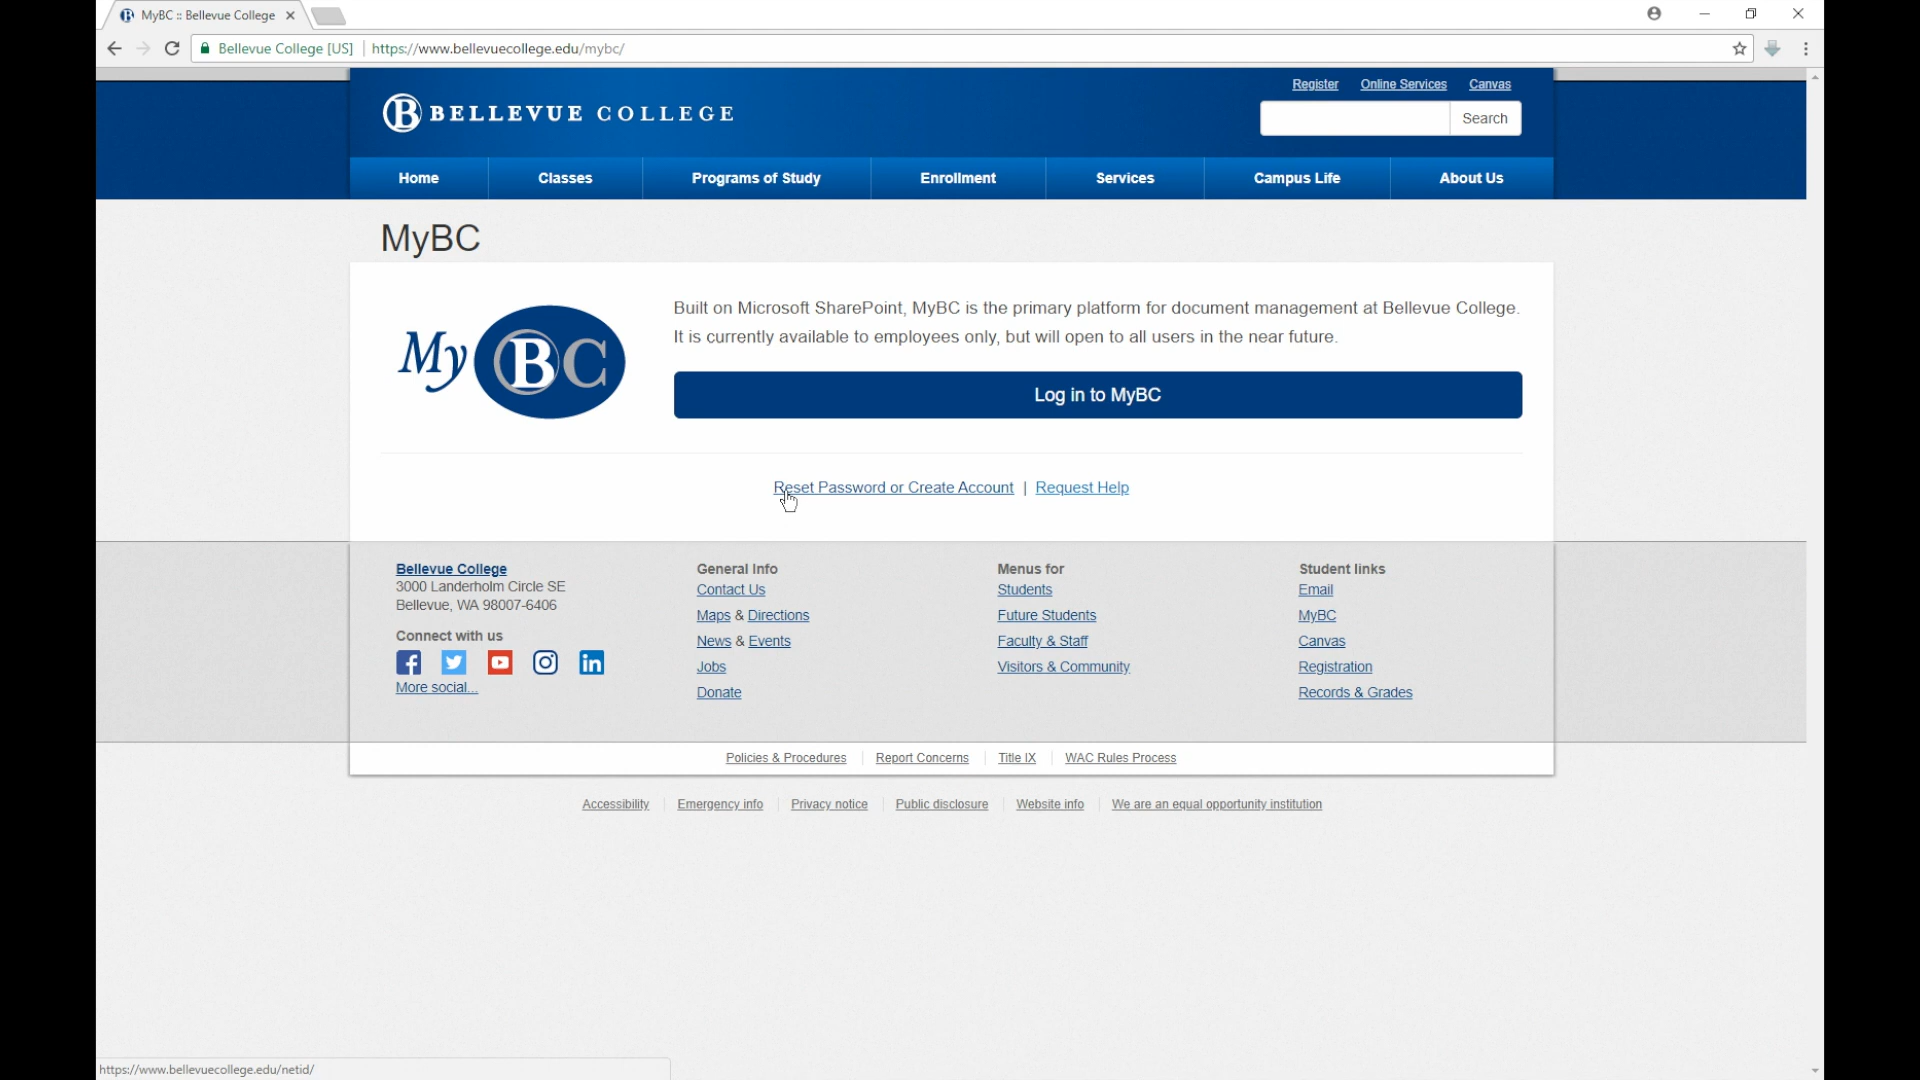 MyBC :: Bellevue College
Bellevue College [US] https://www.bellevuecollege.edu/mybc/
Register Online Services Canvas
B BELLEVUE COLLEGE
Search
Home Classes Programs of Study Enrollment Services Campus Life About Us
MyBC
My BC
Built on Microsoft SharePoint, MyBC is the primary platform for document management at Bellevue College.
It is currently available to employees only, but will open to all users in the near future.
Log in to MyBC
Reset Password or Create Account | Request Help
Bellevue College
3000 Landerholm Circle SE
Bellevue, WA 98007-6406
Connect with us
More social...
General Info
Contact Us
Maps & Directions
News & Events
Jobs
Donate
Menus for
Students
Future Students
Faculty & Staff
Visitors & Community
Student links
Email
MyBC
Canvas
Registration
Records & Grades
Policies & Procedures Report Concerns Title IX WAC Rules Process
Accessibility Emergency info Privacy notice Public disclosure Website info We are an equal opportunity institution
https://www.bellevuecollege.edu/netid/